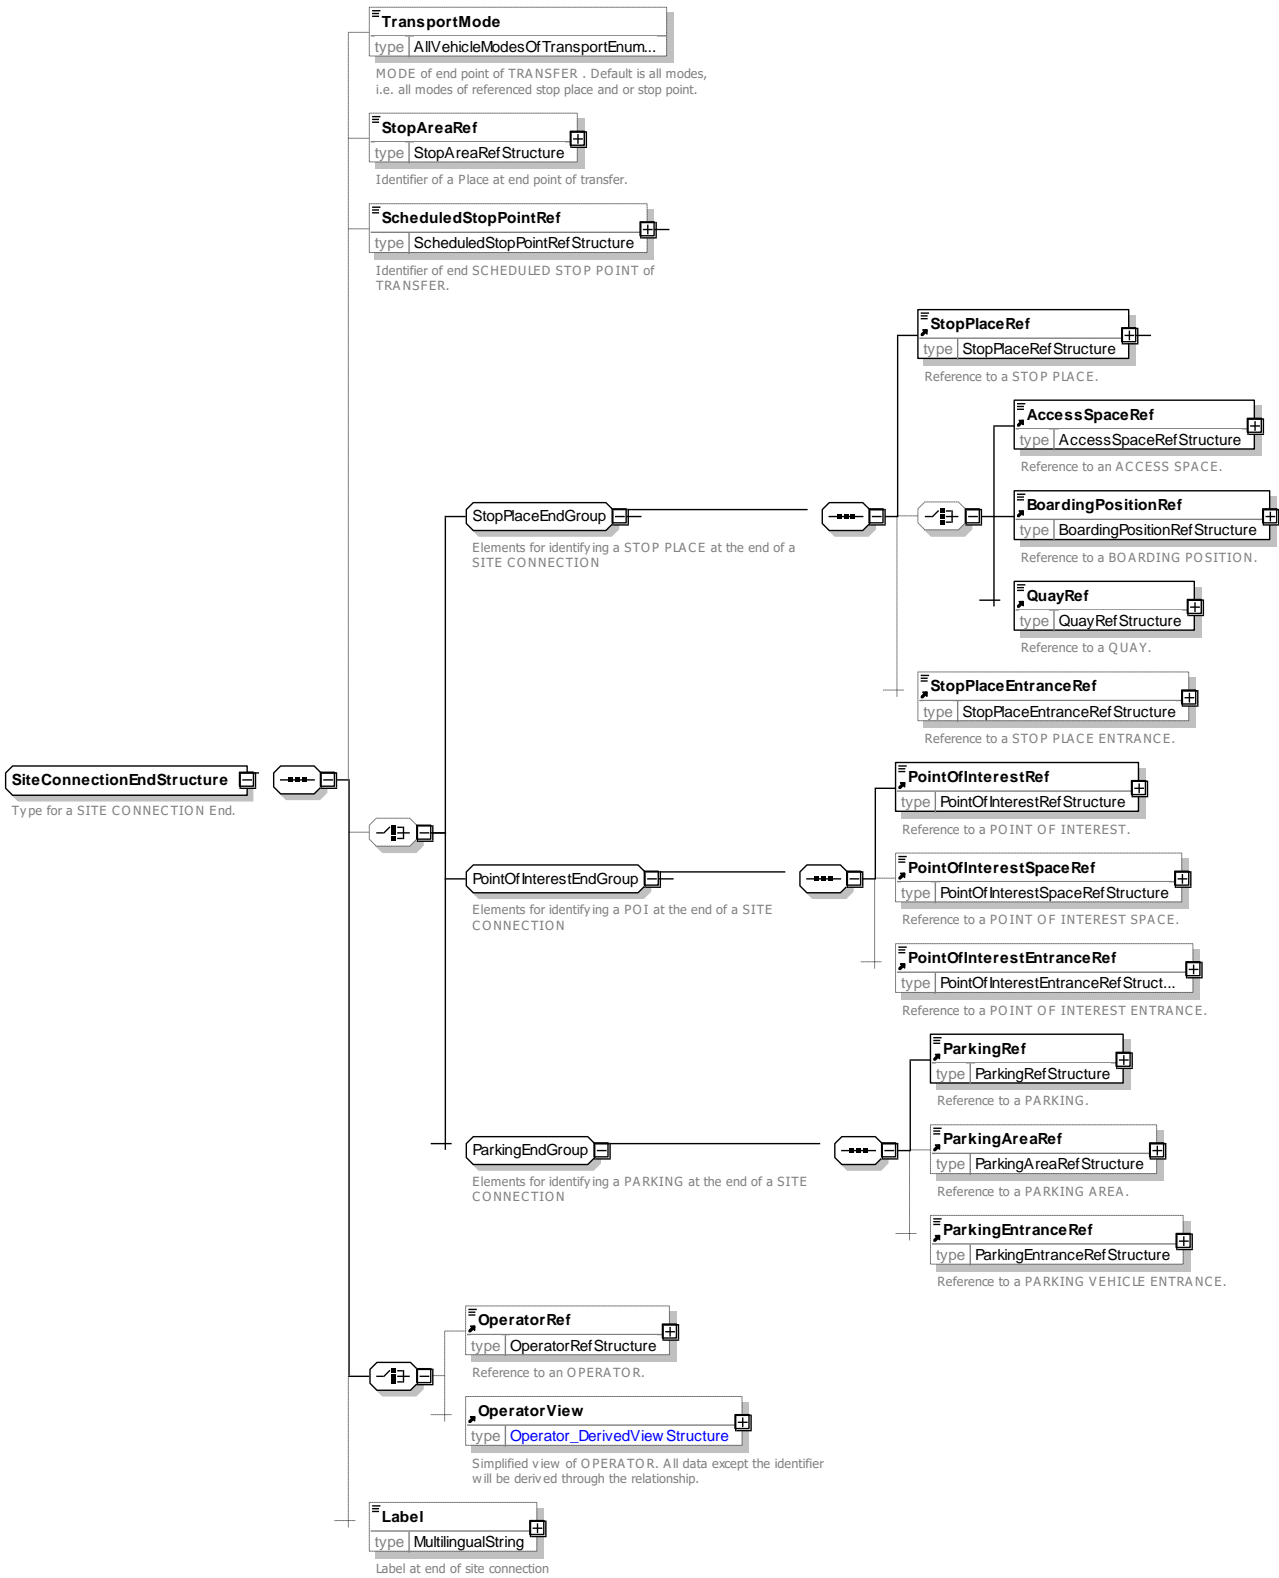 TransportMode
type AllVehicleModesOfTransportEnum...
MODE of end point of TRANSFER . Default is all modes,
i.e. all modes of referenced stop place and or stop point.
StopAreaRef
type StopAreaRefStructure
Identifier of a Place at end point of transfer.
ScheduledStopPointRef
type ScheduledStopPointRefStructure
Identifier of end SCHEDULED STOP POINT of
TRANSFER.
StopPlaceRef
type StopPlaceRefStructure
Reference to a STOP PLACE.
AccessSpaceRef
type AccessSpaceRefStructure
Reference to an ACCESS SPACE.
StopPlaceEndGroup
Elements for identifying a STOP PLACE at the end of a
SITE CONNECTION
BoardingPositionRef
type BoardingPositionRefStructure
Reference to a BOARDING POSITION.
QuayRef
type QuayRefStructure
Reference to a QUAY.
StopPlaceEntranceRef
type StopPlaceEntranceRefStructure
Reference to a STOP PLACE ENTRANCE.
SiteConnectionEndStructure
Type for a SITE CONNECTION End.
PointOfInterestRef
type PointOfInterestRefStructure
Reference to a POINT OF INTEREST.
PointOfInterestEndGroup
Elements for identifying a POI at the end of a SITE
CONNECTION
PointOfInterestSpaceRef
type PointOfInterestSpaceRefStructure
Reference to a POINT OF INTEREST SPACE.
PointOfInterestEntranceRef
type PointOfInterestEntranceRefStruct...
Reference to a POINT OF INTEREST ENTRANCE.
ParkingRef
type ParkingRefStructure
Reference to a PARKING.
ParkingEndGroup
Elements for identifying a PARKING at the end of a SITE
CONNECTION
ParkingAreaRef
type ParkingAreaRefStructure
Reference to a PARKING AREA.
ParkingEntranceRef
type ParkingEntranceRefStructure
Reference to a PARKING VEHICLE ENTRANCE.
OperatorRef
type OperatorRefStructure
Reference to an OPERATOR.
OperatorView
type Operator_DerivedViewStructure
Simplified view of OPERATOR. All data except the identifier
will be derived through the relationship.
Label
type MultilingualString
Label at end of site connection